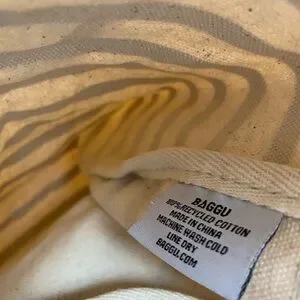 BAGGU
100% RECYCLED COTTON
MADE IN CHINA
MACHINE WASH COLD
LINE DRY
BAGGU.COM